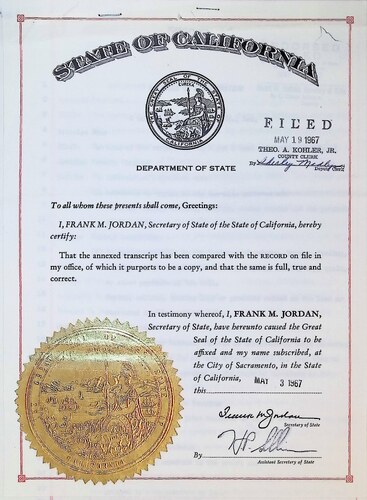 STATE OF CALIFORNIA
FILED
MAY 19 1967
THEO. A. KOHLER, JR.
COUNTY CLERK
By
Deputy Clerk
DEPARTMENT OF STATE
To all whom these presents shall come, Greetings:
I, FRANK M. JORDAN, Secretary of State of the State of California, hereby
certify:
That the annexed transcript has been compared with the RECORD on file in
my office, of which it purports to be a copy, and that the same is full, true and
correct.
In testimony whereof, I, FRANK M. JORDAN,
Secretary of State, have hereunto caused the Great
Seal of the State of California to be
affixed and my name subscribed, at
the City of Sacramento, in the State
of California,
this MAY 3 1967
Frank M. Jordan
Secretary of State
By
Assistant Secretary of State